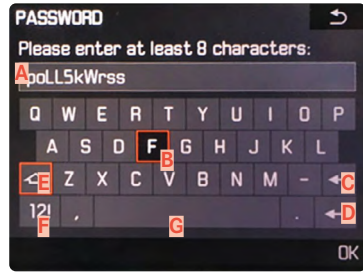 PASSWORD
Please enter at least 8 characters:
A poLL5kWrss
Q W E R T Y U I O P
A S D F G H J K L
B
E Z X C V B N M - C
12! , . D
F G
OK